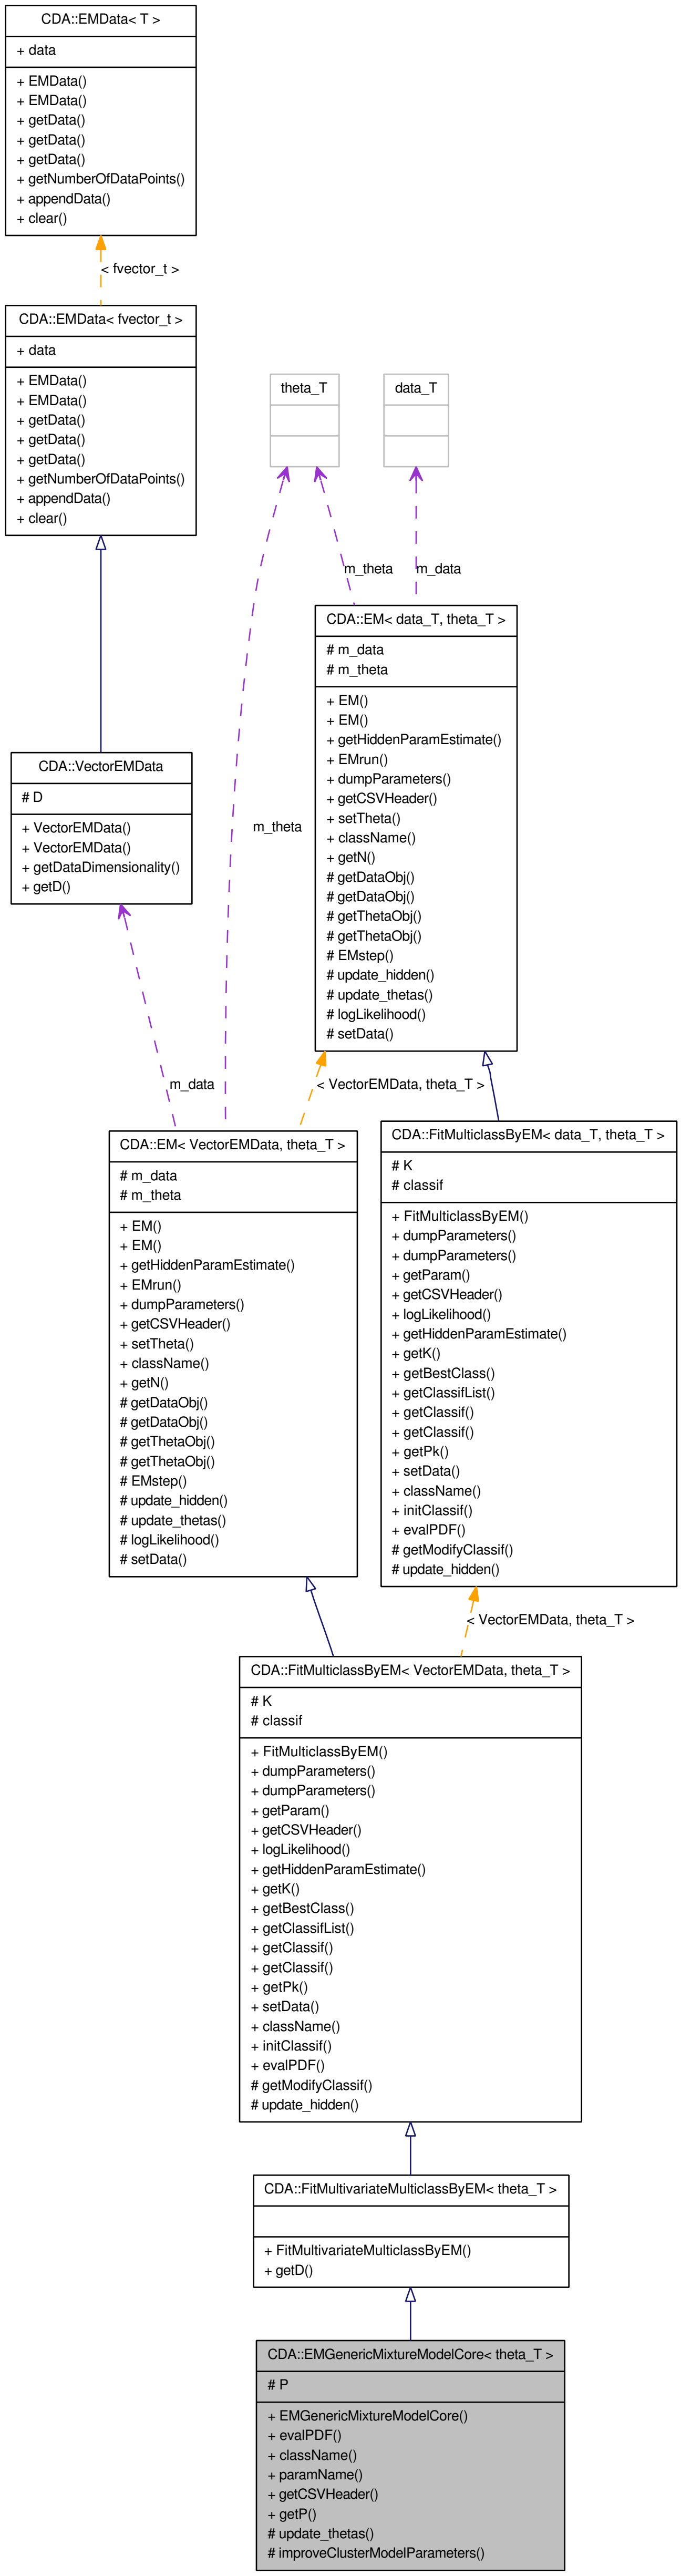 CDA::EMData< T >
+ data
+ EMData()
+ EMData()
+ getData()
+ getData()
+ getData()
+ getNumberOfDataPoints()
+ appendData()
+ clear()
< fvector_t >
CDA::EMData< fvector_t >
+ data
+ EMData()
+ EMData()
+ getData()
+ getData()
+ getData()
+ getNumberOfDataPoints()
+ appendData()
+ clear()
theta_T
data_T
m_theta
m_data
CDA::EM< data_T, theta_T >
# m_data
# m_theta
+ EM()
+ EM()
+ getHiddenParamEstimate()
+ EMrun()
+ dumpParameters()
+ getCSVHeader()
+ setTheta()
+ className()
+ getN()
# getDataObj()
# getDataObj()
# getThetaObj()
# getThetaObj()
# EMstep()
# update_hidden()
# update_thetas()
# logLikelihood()
# setData()
CDA::VectorEMData
# D
+ VectorEMData()
+ VectorEMData()
+ getDataDimensionality()
+ getD()
m_theta
m_data
< VectorEMData, theta_T >
CDA::EM< VectorEMData, theta_T >
# m_data
# m_theta
+ EM()
+ EM()
+ getHiddenParamEstimate()
+ EMrun()
+ dumpParameters()
+ getCSVHeader()
+ setTheta()
+ className()
+ getN()
# getDataObj()
# getDataObj()
# getThetaObj()
# getThetaObj()
# EMstep()
# update_hidden()
# update_thetas()
# logLikelihood()
# setData()
CDA::FitMulticlassByEM< data_T, theta_T >
# K
# classif
+ FitMulticlassByEM()
+ dumpParameters()
+ dumpParameters()
+ getParam()
+ getCSVHeader()
+ logLikelihood()
+ getHiddenParamEstimate()
+ getK()
+ getBestClass()
+ getClassifList()
+ getClassif()
+ getClassif()
+ getPk()
+ setData()
+ className()
+ initClassif()
+ evalPDF()
# getModifyClassif()
# update_hidden()
< VectorEMData, theta_T >
CDA::FitMulticlassByEM< VectorEMData, theta_T >
# K
# classif
+ FitMulticlassByEM()
+ dumpParameters()
+ dumpParameters()
+ getParam()
+ getCSVHeader()
+ logLikelihood()
+ getHiddenParamEstimate()
+ getK()
+ getBestClass()
+ getClassifList()
+ getClassif()
+ getClassif()
+ getPk()
+ setData()
+ className()
+ initClassif()
+ evalPDF()
# getModifyClassif()
# update_hidden()
CDA::FitMultivariateMulticlassByEM< theta_T >
+ FitMultivariateMulticlassByEM()
+ getD()
CDA::EMGenericMixtureModelCore< theta_T >
# P
+ EMGenericMixtureModelCore()
+ evalPDF()
+ className()
+ paramName()
+ getCSVHeader()
+ getP()
# update_thetas()
# improveClusterModelParameters()